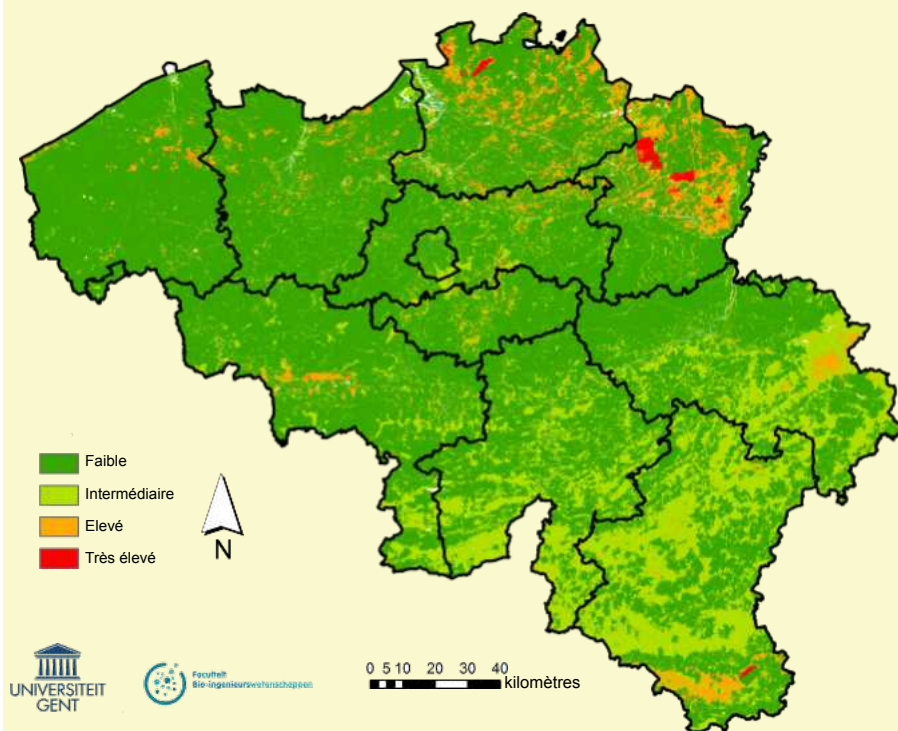 Faible
Intermédiaire
Elevé
Très élevé
N
UNIVERSITEIT
GENT
Faculteit
Bio-ingenieurswetenschappen
0 5 10 20 30 40
kilomètres